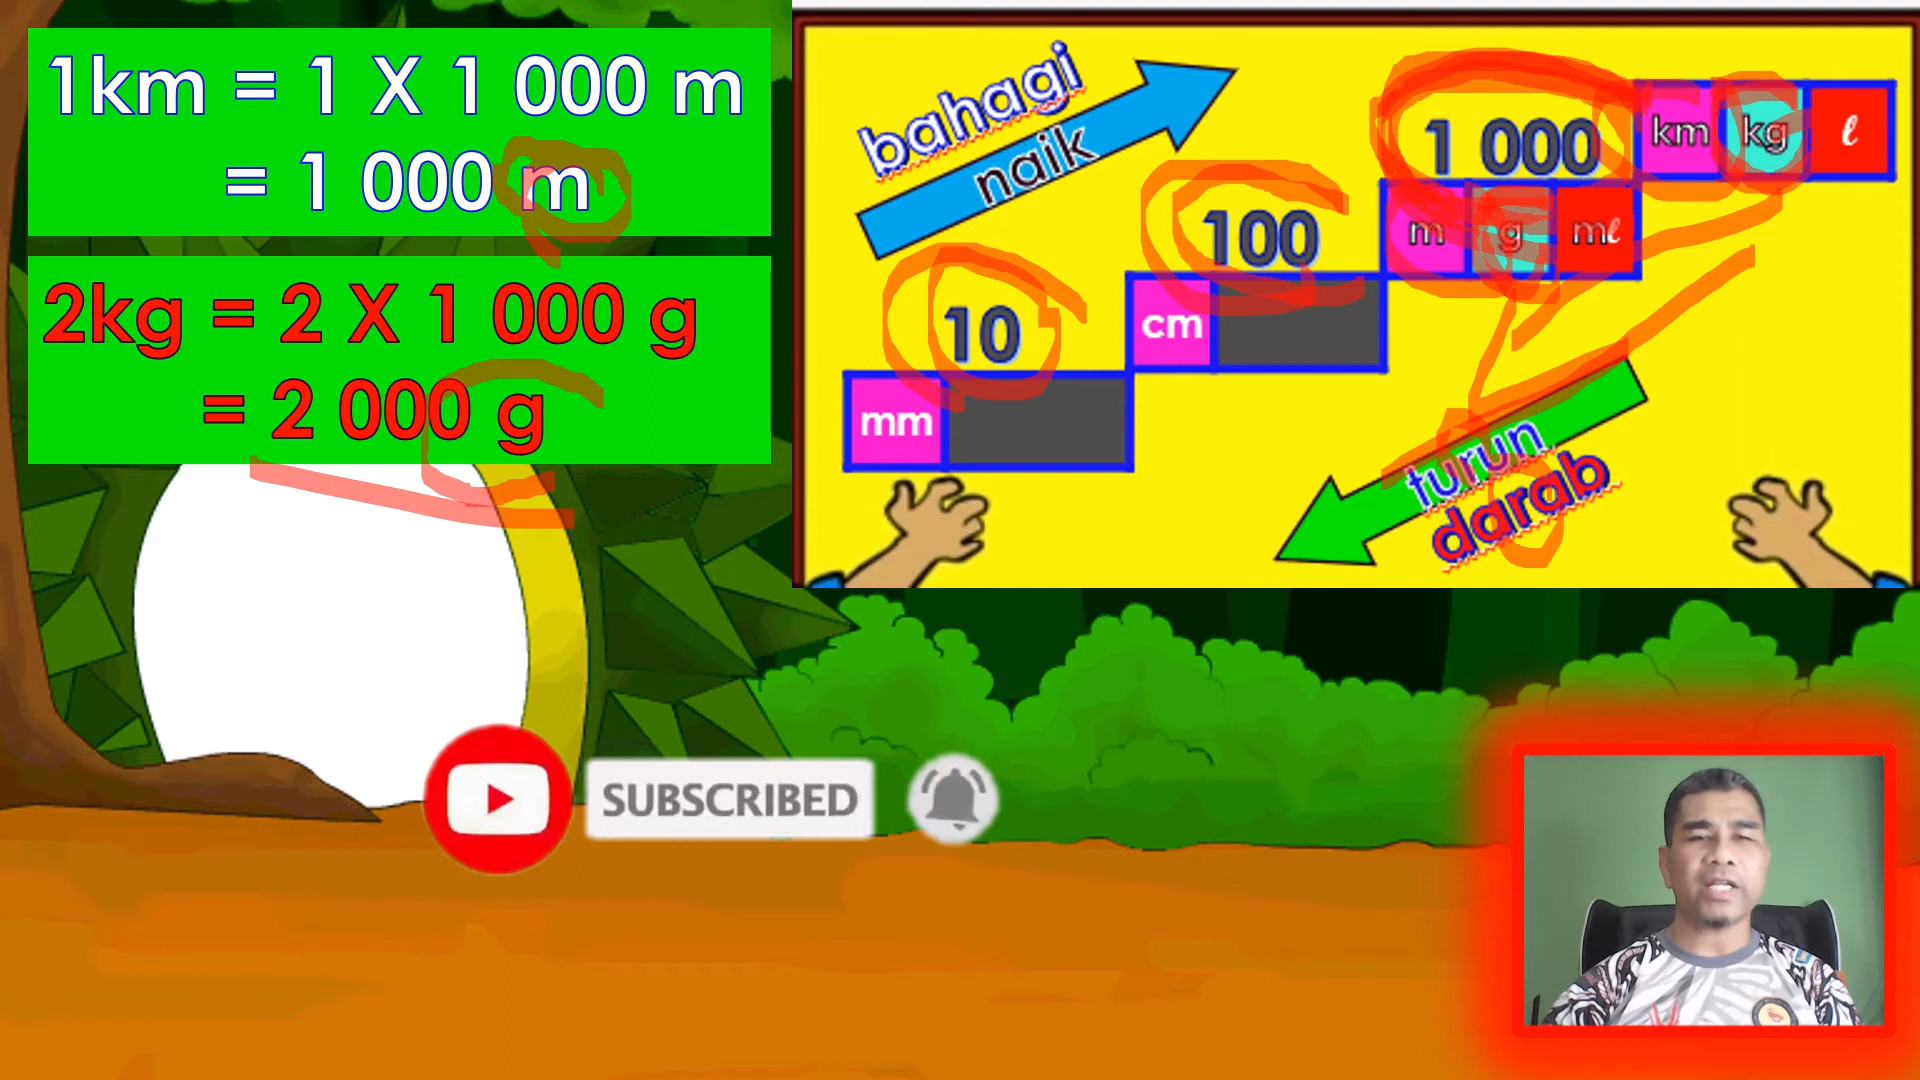 1km = 1 X 1 000 m
= 1 000 m
2kg = 2 X 1 000 g
= 2 000 g
bahagi
naik
1 000
km kg ℓ
100
m g mℓ
10
cm
mm
turun
darab
SUBSCRIBED